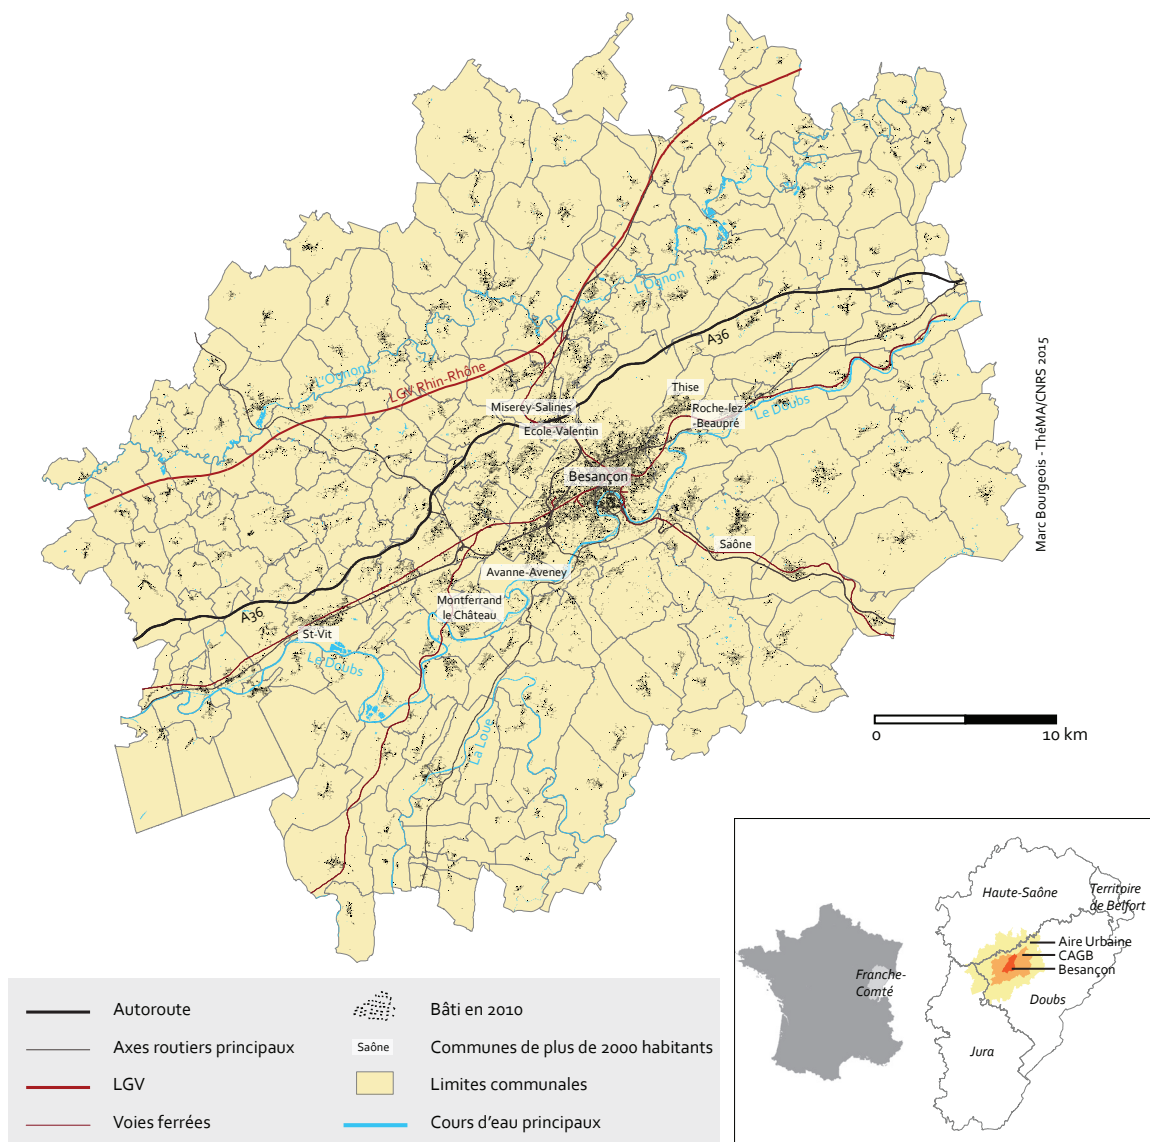 L'Ognon
A36
L'Ognon
LGV Rhin-Rhône
Thise
Miserey-Salines
Roche-lez
-Beaupré
Le Doubs
Ecole-Valentin
Besançon
Saône
Avanne-Aveney
Montferrand
le Château
A36
St-Vit
Le Doubs
La Loue
Marc Bourgeois - ThéMA/CNRS 2015
0
10 km
Haute-Saône
Territoire
de Belfort
Aire Urbaine
CAGB
Besançon
Franche-
Comté
Doubs
Jura
Autoroute
Bâti en 2010
Axes routiers principaux
Saône
Communes de plus de 2000 habitants
LGV
Limites communales
Voies ferrées
Cours d'eau principaux